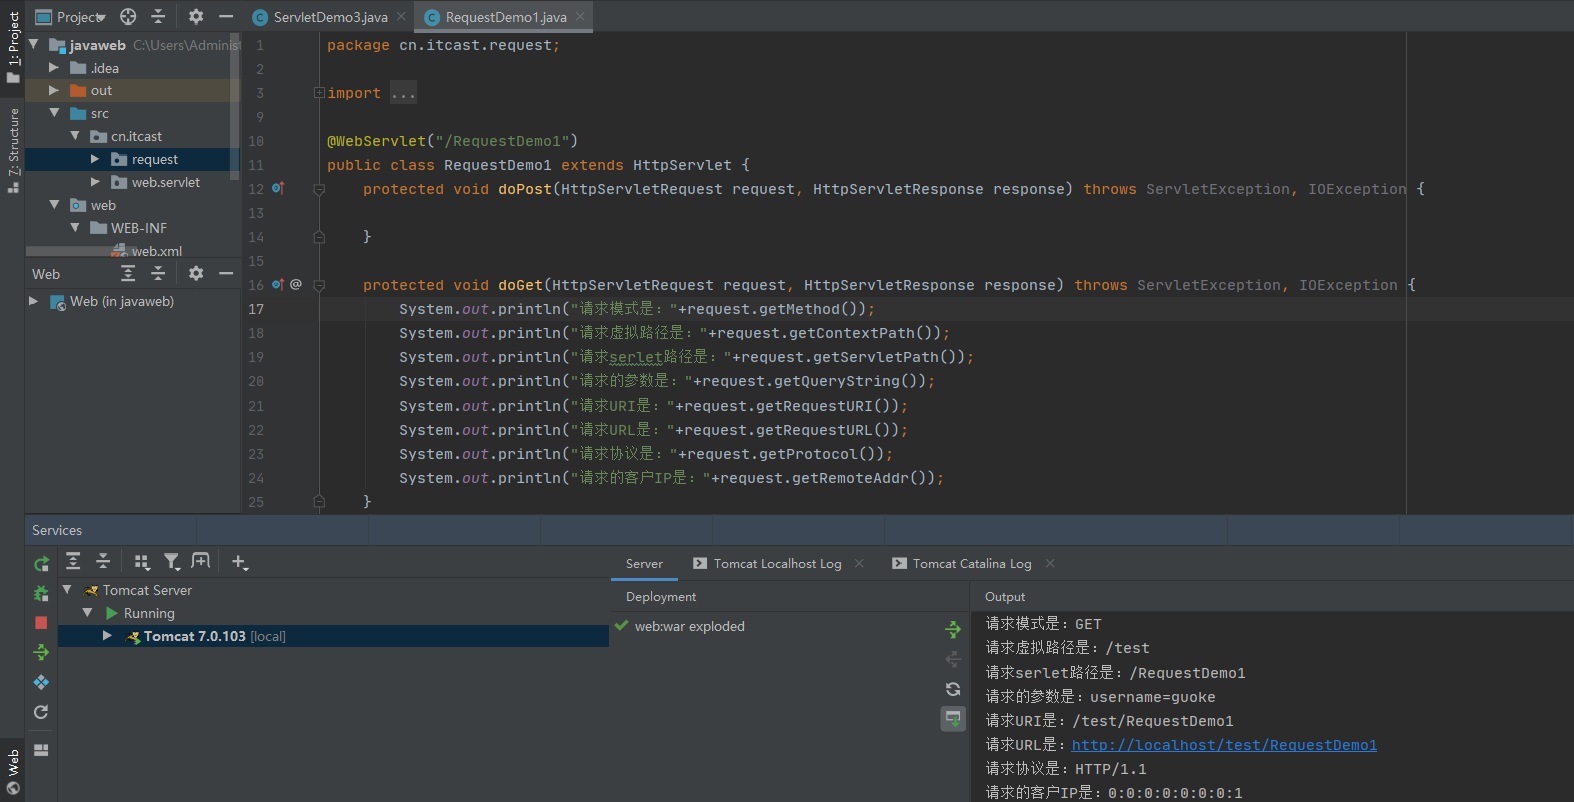 Project
ServletDemo3.java
RequestDemo1.java
1: Project
7: Structure
Web
javaweb C:\Users\Adminis
.idea
out
src
cn.itcast
request
web.servlet
web
WEB-INF
web.xml
Web
Web (in javaweb)
1 package cn.itcast.request;
2
3 import ...
9
10 @WebServlet("/RequestDemo1")
11 public class RequestDemo1 extends HttpServlet {
12 protected void doPost(HttpServletRequest request, HttpServletResponse response) throws ServletException, IOException {
13
14 }
15
16 @ protected void doGet(HttpServletRequest request, HttpServletResponse response) throws ServletException, IOException {
17 System.out.println("请求模式是："+request.getMethod());
18 System.out.println("请求虚拟路径是："+request.getContextPath());
19 System.out.println("请求serlet路径是："+request.getServletPath());
20 System.out.println("请求的参数是："+request.getQueryString());
21 System.out.println("请求URI是："+request.getRequestURI());
22 System.out.println("请求URL是："+request.getRequestURL());
23 System.out.println("请求协议是："+request.getProtocol());
24 System.out.println("请求的客户IP是："+request.getRemoteAddr());
25 }
Services
Tomcat Server
Running
Tomcat 7.0.103 [local]
Server
Tomcat Localhost Log
Tomcat Catalina Log
Deployment
web:war exploded
Output
请求模式是：GET
请求虚拟路径是：/test
请求serlet路径是：/RequestDemo1
请求的参数是：username=guoke
请求URI是：/test/RequestDemo1
请求URL是：http://localhost/test/RequestDemo1
请求协议是：HTTP/1.1
请求的客户IP是：0:0:0:0:0:0:0:1